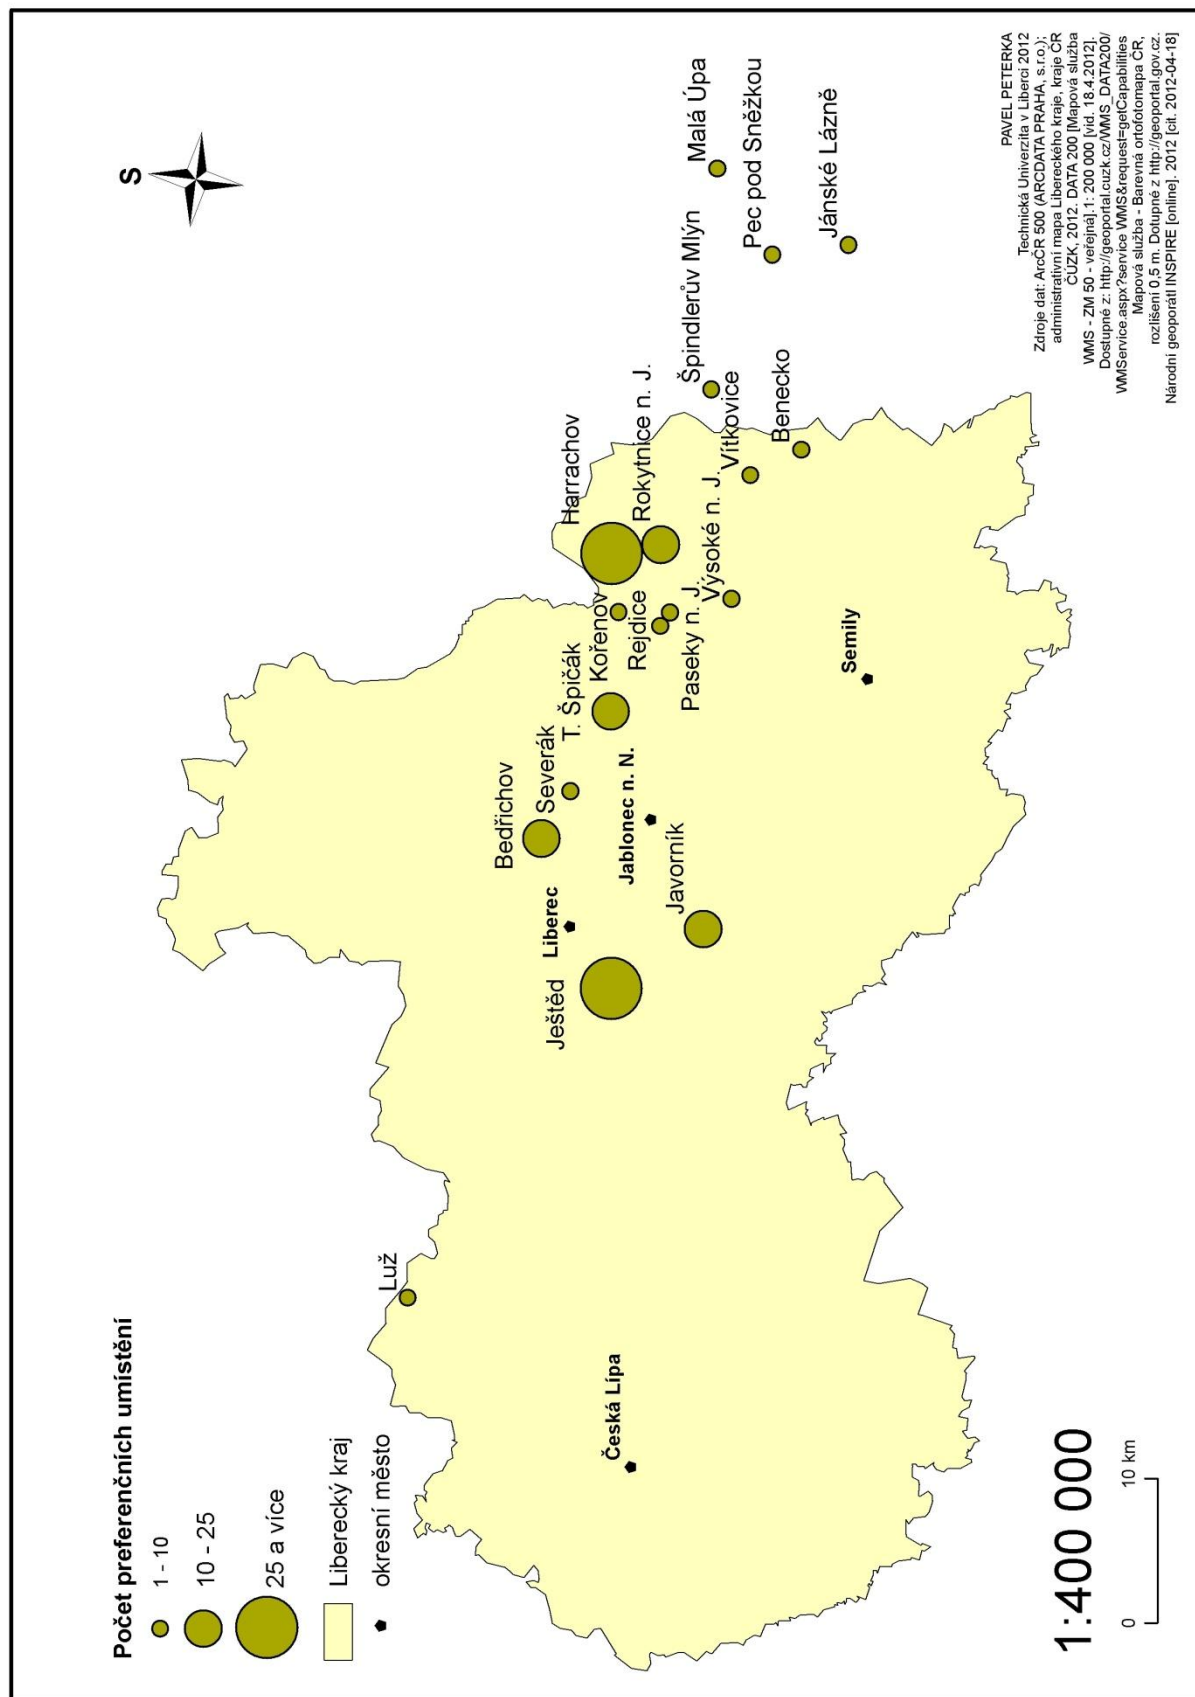 Počet preferenčních umístění
1 - 10
10 - 25
25 a více
Liberecký kraj
okresní město
S
Luž
Česká Lípa
Ještěd
Liberec
Bedřichov
Severák
T. Špičák
Jablonec n. N.
Javorník
Kořenov
Rejdice
Paseky n. J.
Harrachov
Rokytnice n. J.
Výsoké n. J.
Vítkovice
Benecko
Semily
Špindlerův Mlýn
Malá Úpa
Pec pod Sněžkou
Jánské Lázně
1:400 000
0
10 km
PAVEL PETERKA
Technická Univerzita v Liberci 2012
Zdroje dat: ArcČR 500 (ARCDATA PRAHA, s.r.o.);
administrativní mapa Libereckého kraje, kraje ČR
ČÚZK, 2012. DATA 200 [Mapová služba
WMS - ZM 50 - veřejná].1: 200 000 [vid. 18.4.2012].
Dostupné z: http://geoportal.cuzk.cz/WMS_DATA200/
WMService.aspx?service WMS&request=getCapabilities
Mapová služba - Barevná ortofotomapa ČR,
rozlišení 0,5 m. Dotupné z http://geoportal.gov.cz.
Národní geoporátl INSPIRE [online]. 2012 [cit. 2012-04-18]